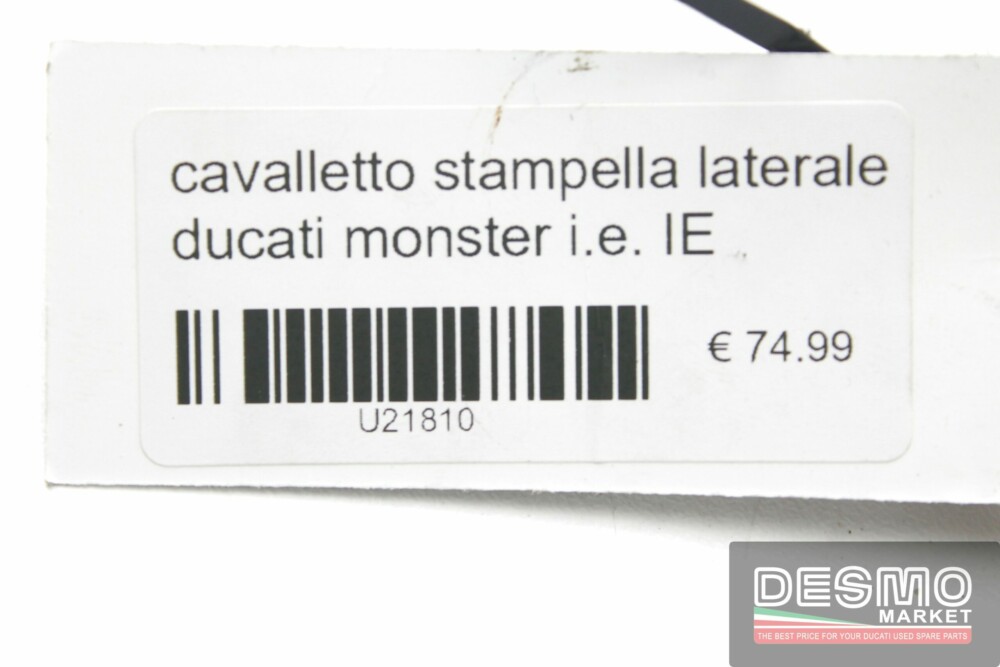 cavalletto stampella laterale
ducati monster i.e. IE
€ 74.99
U21810
DESMO
MARKET
THE BEST PRICE FOR YOUR DUCATI USED SPARE PARTS